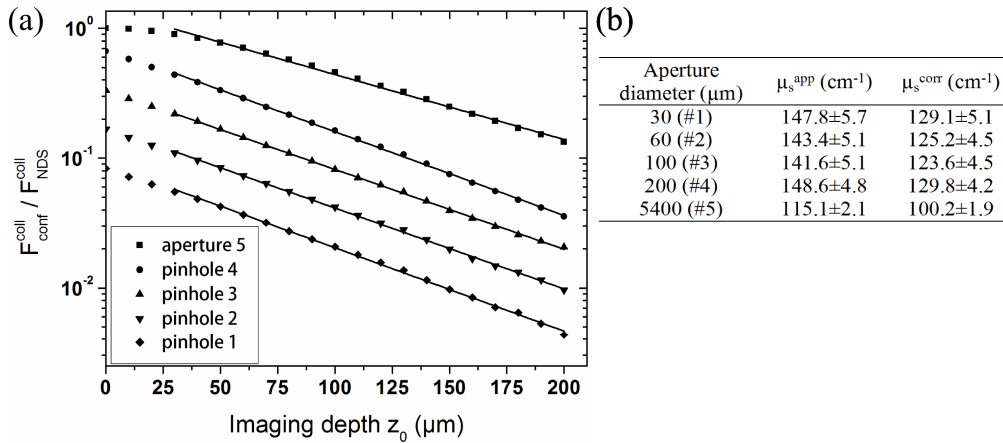 (a)
10⁰
10⁻¹
10⁻²
F_conf^coll / F_NDS^coll
aperture 5
pinhole 4
pinhole 3
pinhole 2
pinhole 1
0 25 50 75 100 125 150 175 200
Imaging depth z₀ (μm)
(b)
Aperture diameter (μm) μₛ^app (cm⁻¹) μₛ^corr (cm⁻¹)
30 (#1) 147.8±5.7 129.1±5.1
60 (#2) 143.4±5.1 125.2±4.5
100 (#3) 141.6±5.1 123.6±4.5
200 (#4) 148.6±4.8 129.8±4.2
5400 (#5) 115.1±2.1 100.2±1.9